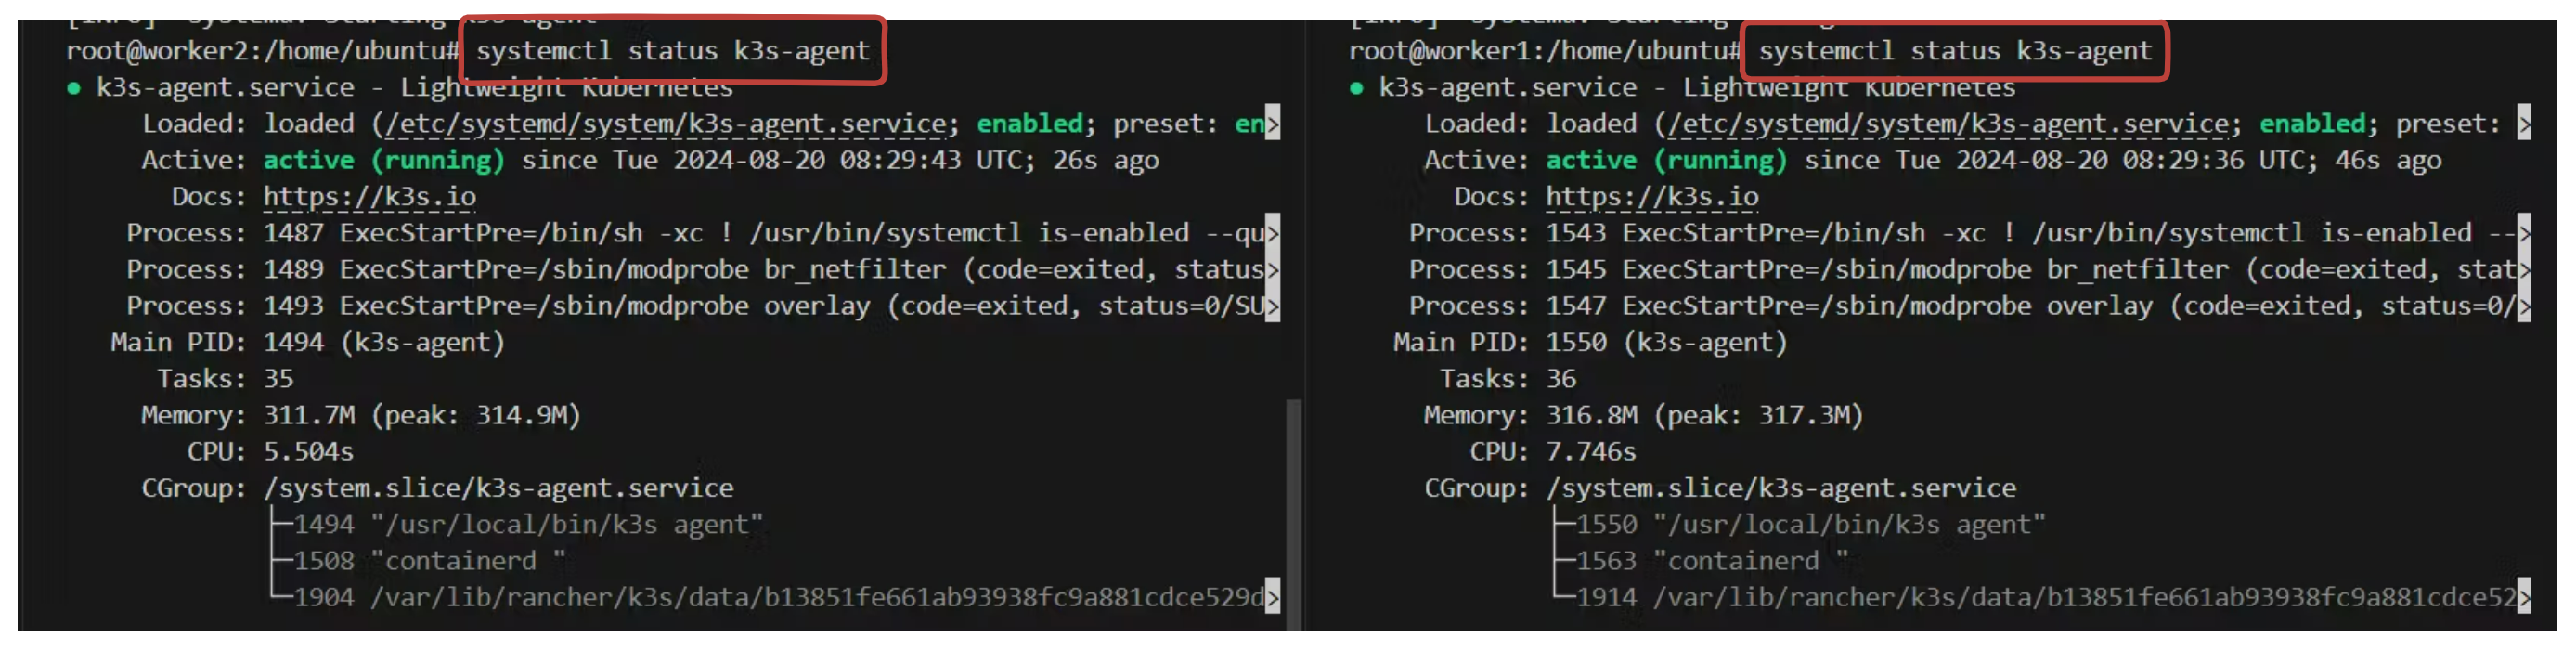 [INFO] systemd: Starting k3s-agent
root@worker2:/home/ubuntu# systemctl status k3s-agent
● k3s-agent.service - Lightweight Kubernetes
Loaded: loaded (/etc/systemd/system/k3s-agent.service; enabled; preset: en>
Active: active (running) since Tue 2024-08-20 08:29:43 UTC; 26s ago
Docs: https://k3s.io
Process: 1487 ExecStartPre=/bin/sh -xc ! /usr/bin/systemctl is-enabled --qu>
Process: 1489 ExecStartPre=/sbin/modprobe br_netfilter (code=exited, status>
Process: 1493 ExecStartPre=/sbin/modprobe overlay (code=exited, status=0/SU>
Main PID: 1494 (k3s-agent)
Tasks: 35
Memory: 311.7M (peak: 314.9M)
CPU: 5.504s
CGroup: /system.slice/k3s-agent.service
├─1494 "/usr/local/bin/k3s agent"
├─1508 "containerd "
└─1904 /var/lib/rancher/k3s/data/b13851fe661ab93938fc9a881cdce529d>
[INFO] systemd: Starting
root@worker1:/home/ubuntu# systemctl status k3s-agent
● k3s-agent.service - Lightweight Kubernetes
Loaded: loaded (/etc/systemd/system/k3s-agent.service; enabled; preset: >
Active: active (running) since Tue 2024-08-20 08:29:36 UTC; 46s ago
Docs: https://k3s.io
Process: 1543 ExecStartPre=/bin/sh -xc ! /usr/bin/systemctl is-enabled -->
Process: 1545 ExecStartPre=/sbin/modprobe br_netfilter (code=exited, stat>
Process: 1547 ExecStartPre=/sbin/modprobe overlay (code=exited, status=0/>
Main PID: 1550 (k3s-agent)
Tasks: 36
Memory: 316.8M (peak: 317.3M)
CPU: 7.746s
CGroup: /system.slice/k3s-agent.service
├─1550 "/usr/local/bin/k3s agent"
├─1563 "containerd "
└─1914 /var/lib/rancher/k3s/data/b13851fe661ab93938fc9a881cdce52>